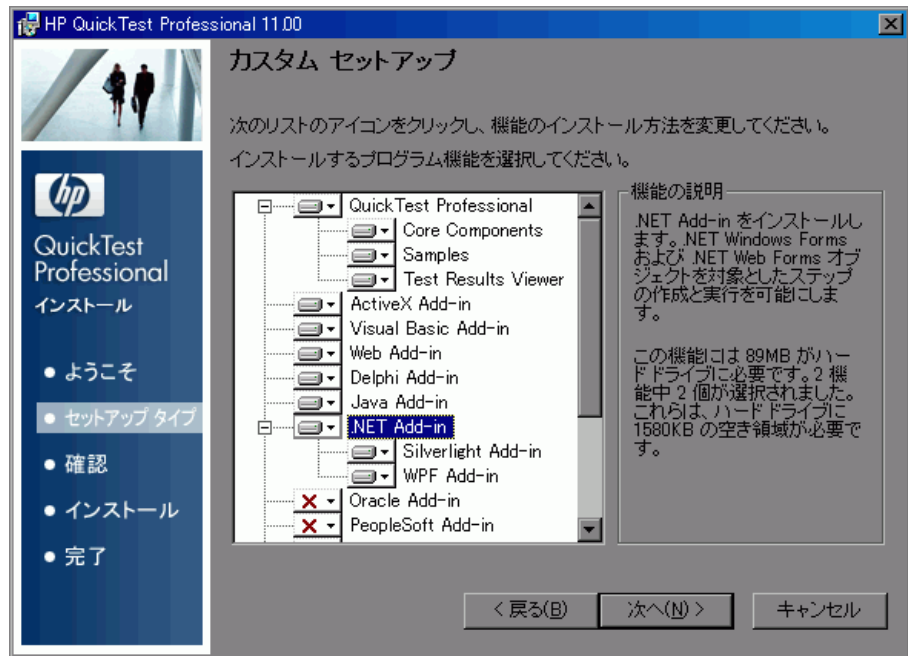 HP QuickTest Professional 11.00
カスタム セットアップ
次のリストのアイコンをクリックし、機能のインストール方法を変更してください。
インストールするプログラム機能を選択してください。
hp
QuickTest
Professional
インストール
ようこそ
セットアップ タイプ
確認
インストール
完了
QuickTest Professional
Core Components
Samples
Test Results Viewer
ActiveX Add-in
Visual Basic Add-in
Web Add-in
Delphi Add-in
Java Add-in
.NET Add-in
Silverlight Add-in
WPF Add-in
Oracle Add-in
PeopleSoft Add-in
機能の説明
.NET Add-in をインストールし
ます。.NET Windows Forms
および .NET Web Forms オブ
ジェクトを対象としたステップ
の作成と実行を可能にしま
す。
この機能には 89MB がハー
ド ドライブに必要です。2 機
能中 2 個が選択されました。
これらは、ハード ドライブに
1580KB の空き領域が必要で
す。
< 戻る(B)
次へ(N) >
キャンセル